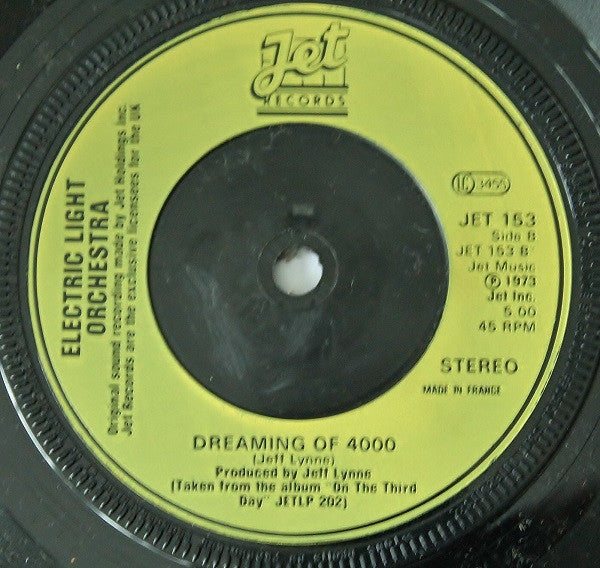 Jet
RECORDS
ELECTRIC LIGHT
ORCHESTRA
Original sound recording made by Jet Holdings Inc.
Jet Records are the exclusive licensees for the UK
LC 3455
JET 153
Side B
JET 153 B
Jet Music
℗ 1973
Jet Inc.
5.00
45 RPM
STEREO
MADE IN FRANCE
DREAMING OF 4000
(Jeff Lynne)
Produced by Jeff Lynne
(Taken from the album "On The Third
Day" JETLP 202)